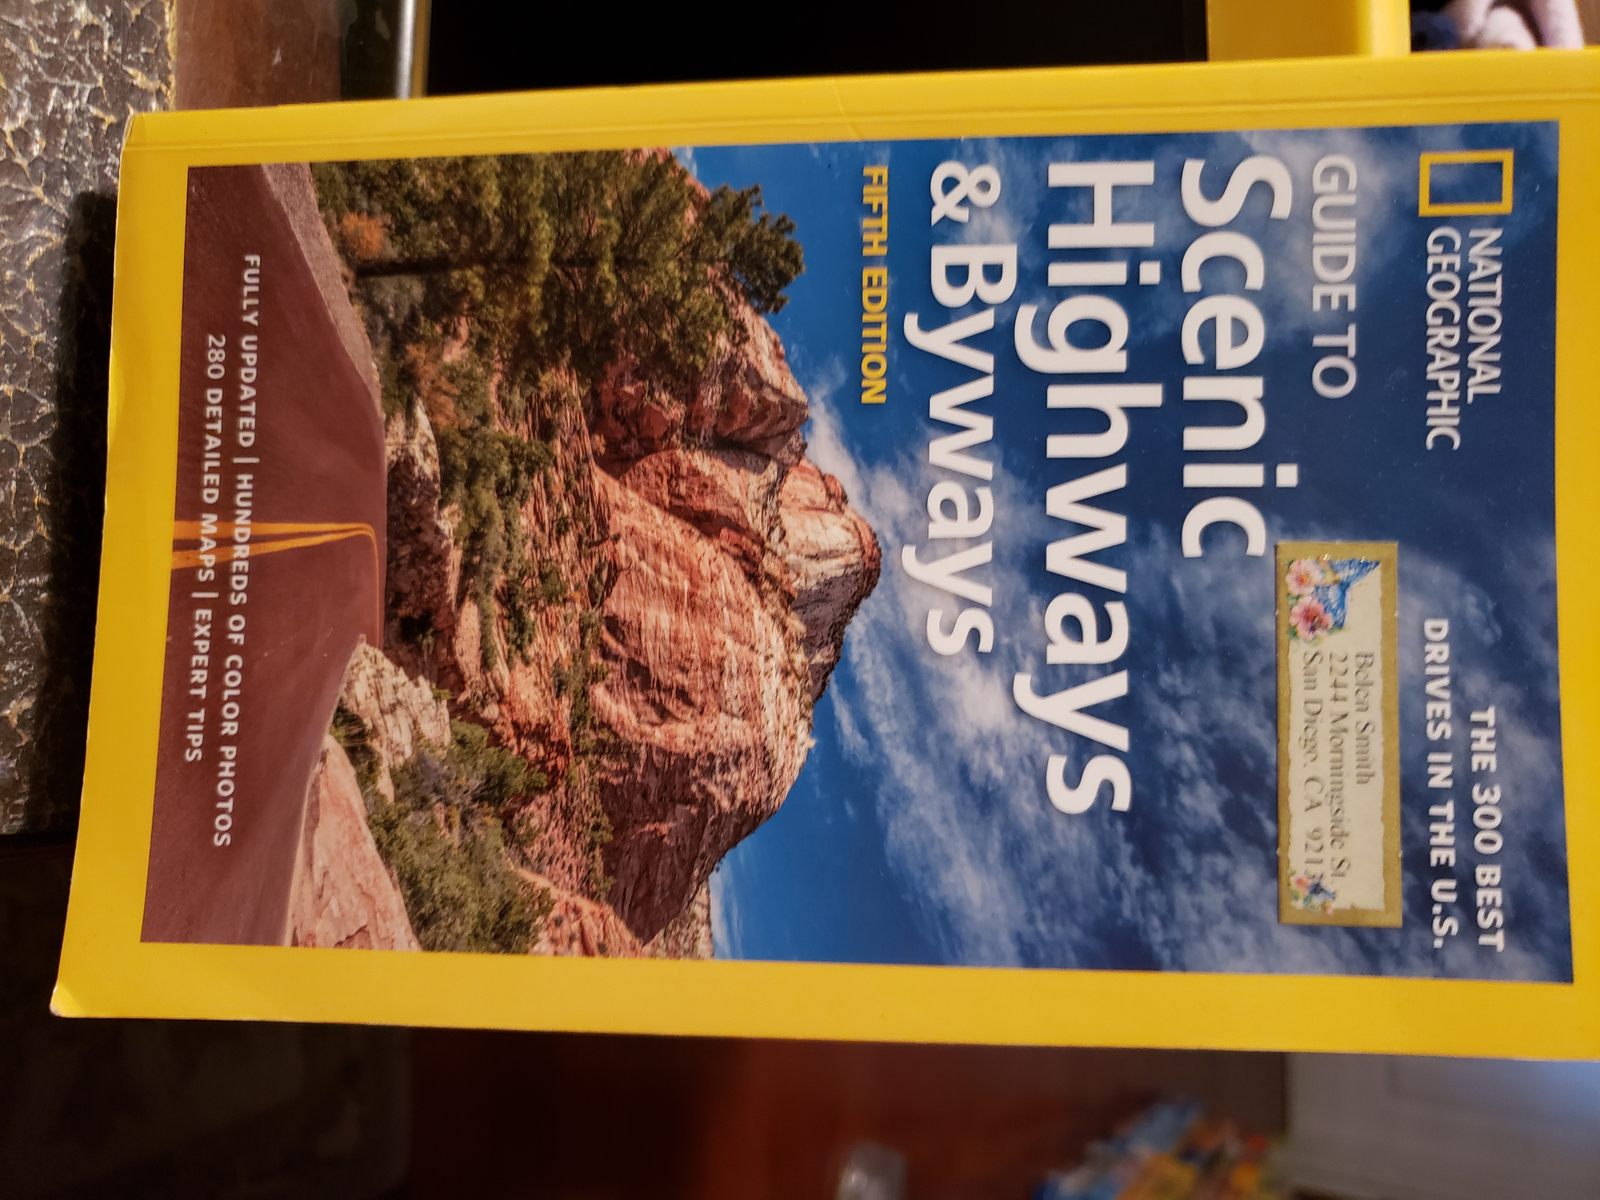 NATIONAL
GEOGRAPHIC
THE 300 BEST
DRIVES IN THE U.S.
GUIDE TO
Scenic
Highways
& Byways
FIFTH EDITION
Belen Smith
2244 Morningside St
San Diego, CA
FULLY UPDATED | HUNDREDS OF COLOR PHOTOS
280 DETAILED MAPS | EXPERT TIPS